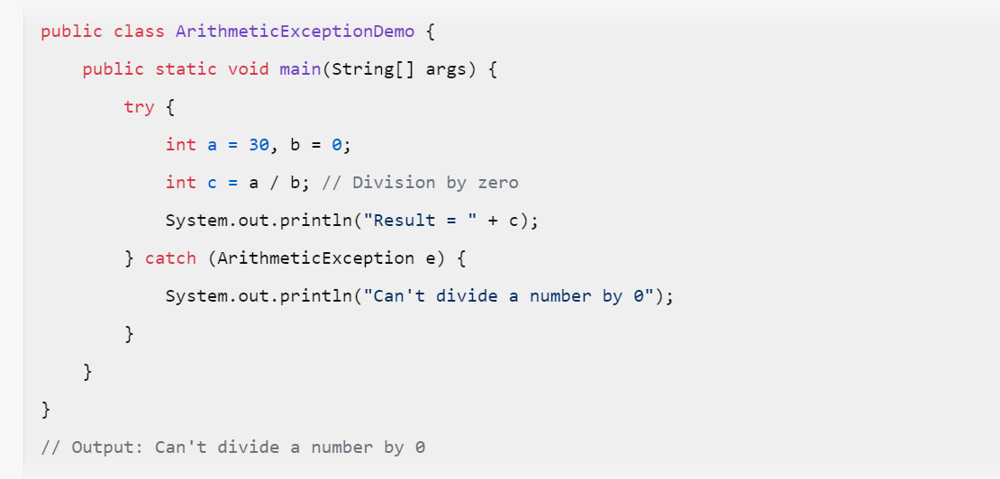 public class ArithmeticExceptionDemo {
    public static void main(String[] args) {
        try {
            int a = 30, b = 0;
            int c = a / b; // Division by zero
            System.out.println("Result = " + c);
        } catch (ArithmeticException e) {
            System.out.println("Can't divide a number by 0");
        }
    }
}
// Output: Can't divide a number by 0